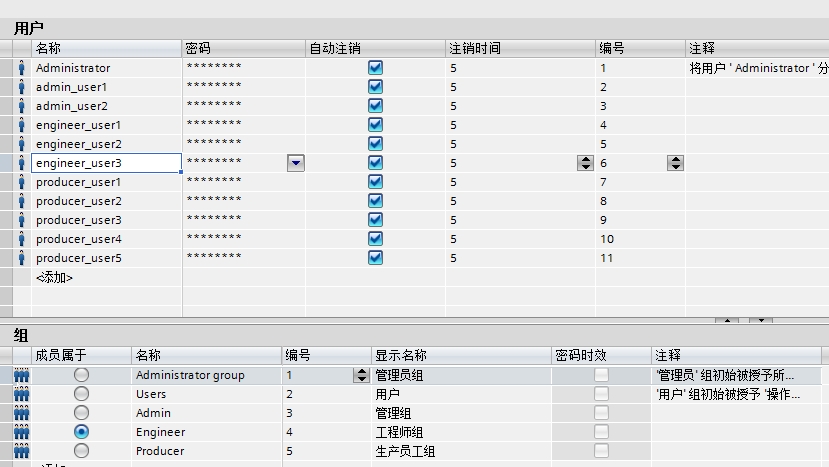 用户
名称 密码 自动注销 注销时间 编号 注释
Administrator ******** 5 1 将用户 ' Administrator ' 分
admin_user1 ******** 5 2
admin_user2 ******** 5 3
engineer_user1 ******** 5 4
engineer_user2 ******** 5 5
engineer_user3 ******** 5 6
producer_user1 ******** 5 7
producer_user2 ******** 5 8
producer_user3 ******** 5 9
producer_user4 ******** 5 10
producer_user5 ******** 5 11
<添加>
组
成员属于 名称 编号 显示名称 密码时效 注释
Administrator group 1 管理员组 '管理员' 组初始被授予所...
Users 2 用户 '用户' 组初始被授予 '操作...
Admin 3 管理组
Engineer 4 工程师组
Producer 5 生产员工组